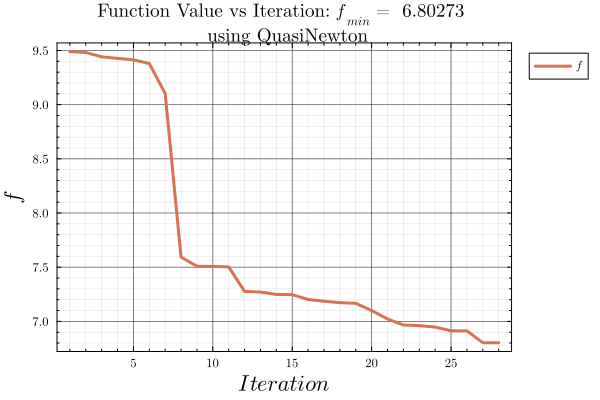 Function Value vs Iteration: f_min = 6.80273
using QuasiNewton
f
9.5
9.0
8.5
8.0
7.5
7.0
f
5 10 15 20 25
Iteration